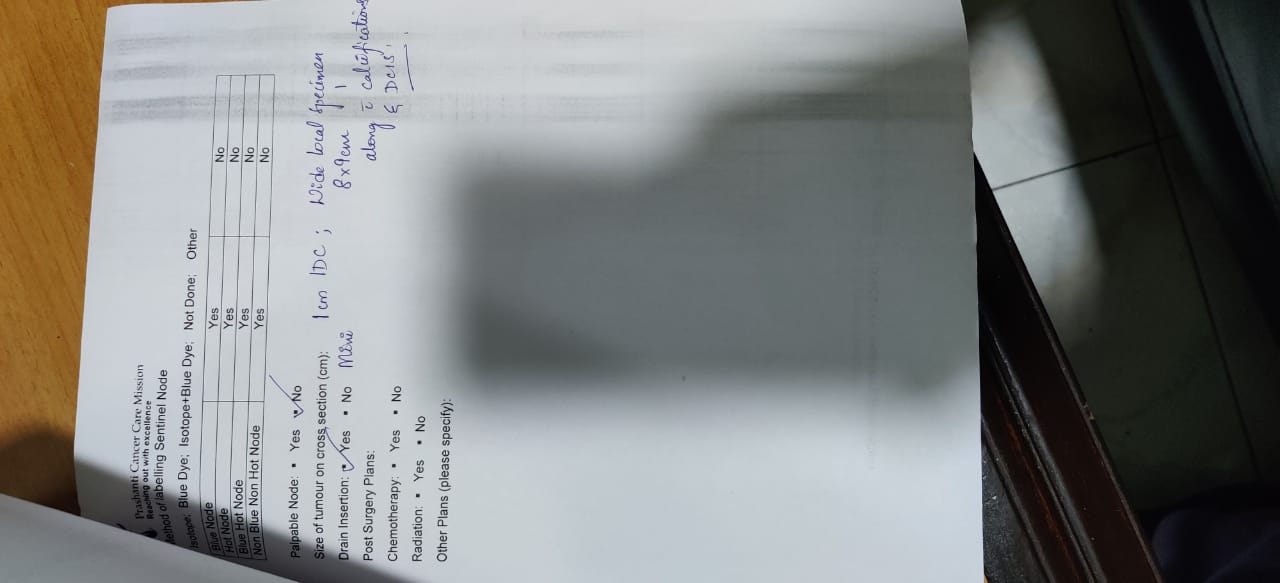 Prashanti Cancer Care Mission
Reaching out with excellence
Method of labelling Sentinel Node
Isotope; Blue Dye; Isotope+Blue Dye; Not Done; Other
Blue Node Yes No
Hot Node Yes No
Blue Hot Node Yes No
Non Blue Non Hot Node Yes No
Palpable Node: ▪ Yes ▪ No
Size of tumour on cross section (cm): 1cm IDC ; Wide local specimen
Drain Insertion: ▪ Yes ▪ No Mini 8x9cm
along c̄ calcifications
Post Surgery Plans: & DCIS.
Chemotherapy: ▪ Yes ▪ No
Radiation: ▪ Yes ▪ No
Other Plans (please specify):